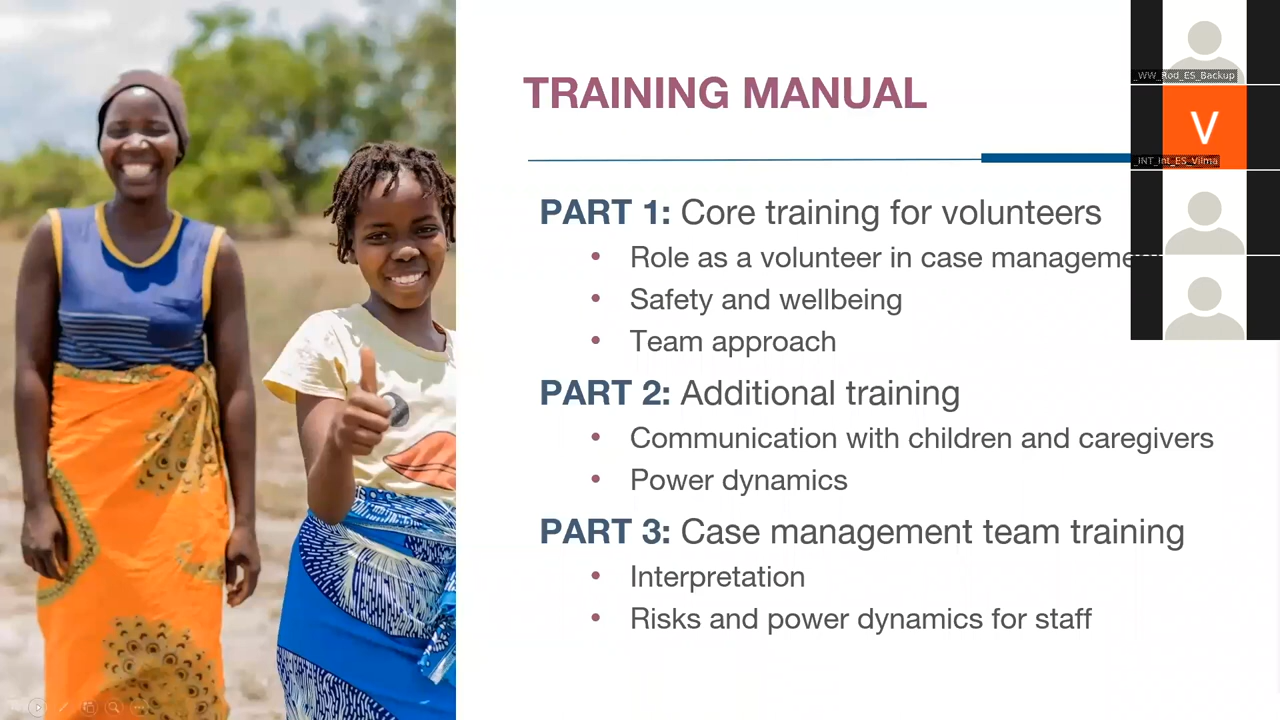 TRAINING MANUAL
PART 1: Core training for volunteers
• Role as a volunteer in case
• Safety and wellbeing
• Team approach
PART 2: Additional training
• Communication with children and caregivers
• Power dynamics
PART 3: Case management team training
• Interpretation
• Risks and power dynamics for staff
_WW_Rod_ES_Backup
V
_INT_Int_ES_Vilma